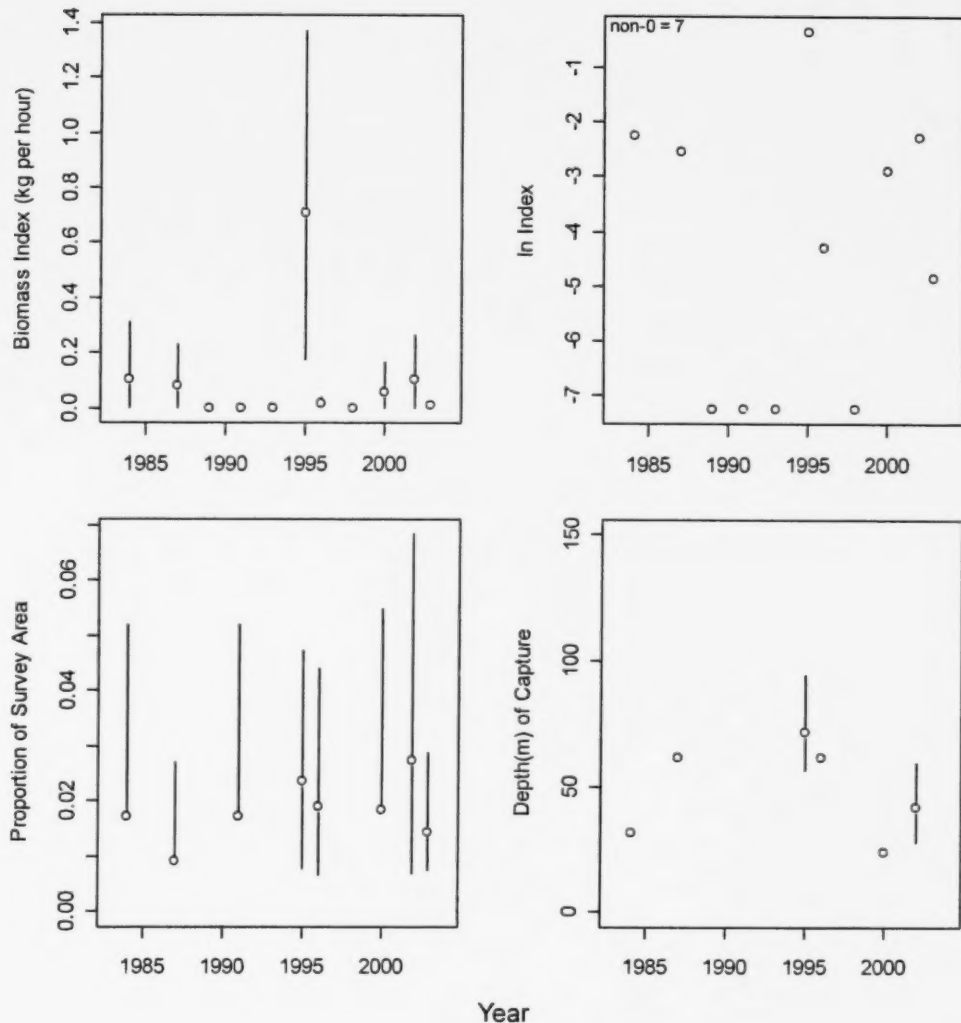 Biomass Index (kg per hour)
0.0 0.2 0.4 0.6 0.8 1.0 1.2 1.4
1985 1990 1995 2000
non-0 = 7
ln Index
-7 -6 -5 -4 -3 -2 -1
1985 1990 1995 2000
Proportion of Survey Area
0.00 0.02 0.04 0.06
1985 1990 1995 2000
Depth(m) of Capture
0 50 100 150
1985 1990 1995 2000
Year